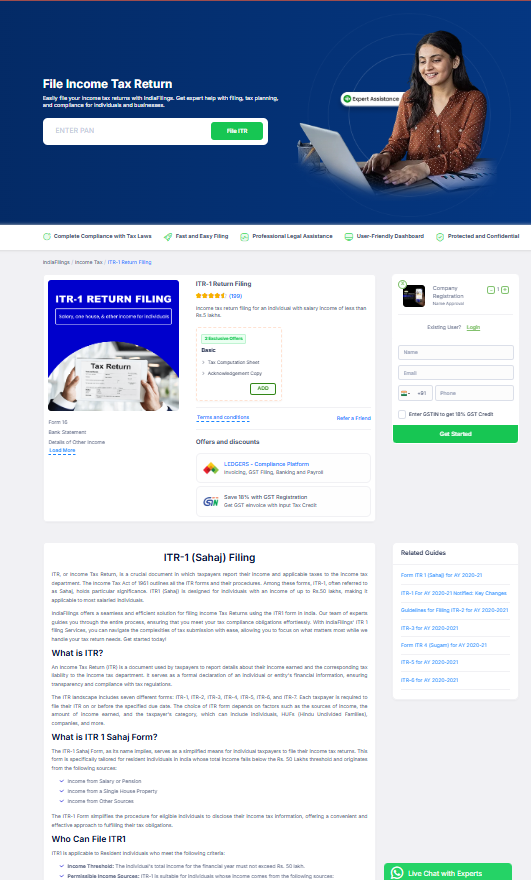 File Income Tax Return
Easily file your income tax returns with IndiaFilings. Get expert help with filing, tax planning,
and compliance for individuals and businesses.
ENTER PAN
File ITR
Expert Assistance
Complete Compliance with Tax Laws
Fast and Easy Filing
Professional Legal Assistance
User-Friendly Dashboard
Protected and Confidential
IndiaFilings / Income Tax / ITR-1 Return Filing
ITR-1 RETURN FILING
Salary, one house, & other income for individuals
Tax Return
Form 16
Bank Statement
Details of Other Income
Load More
ITR-1 Return Filing
(120)
Income tax return filing for an individual with salary income of less than
Rs.5 lakhs.
3 Exclusive Offers
Basic
Tax Computation Sheet
Acknowledgement Copy
ADD
Terms and conditions
Refer a Friend
Offers and discounts
LEDGERS - Compliance Platform
Invoicing, GST Filing, Banking and Payroll
Save 18% with GST Registration
Get GST eInvoice with Input Tax Credit
Company
Registration
Name Approval
- 1 +
Existing User? Login
Name
Email
+91
Phone
Enter GSTIN to get 18% GST Credit
Get Started
ITR-1 (Sahaj) Filing
ITR, or Income Tax Return, is a crucial document in which taxpayers report their income and applicable taxes to the income tax
department. The Income Tax Act of 1961 outlines all the ITR forms and their procedures. Among these forms, ITR-1, often referred to
as Sahaj, holds particular significance. ITR1 (Sahaj) is designed for individuals with an income of up to Rs.50 lakhs, making it
applicable to most salaried individuals.
IndiaFilings offers a seamless and efficient solution for filing Income Tax Returns using the ITR1 form in India. Our team of experts
guides you through the entire process, ensuring that you meet your tax compliance obligations effortlessly. With IndiaFilings' ITR 1
filing Services, you can navigate the complexities of tax submission with ease, allowing you to focus on what matters most while we
handle your tax return needs. Get started today!
What is ITR?
An Income Tax Return (ITR) is a document used by taxpayers to report details about their income earned and the corresponding tax
liability to the income tax department. It serves as a formal declaration of an individual or entity's financial information, ensuring
transparency and compliance with tax regulations.
The ITR landscape includes seven different forms: ITR-1, ITR-2, ITR-3, ITR-4, ITR-5, ITR-6, and ITR-7. Each taxpayer is required to
file their ITR on or before the specified due date. The choice of ITR form depends on factors such as the sources of income, the
amount of income earned, and the taxpayer's category, which can include individuals, HUFs (Hindu Undivided Families),
companies, and more.
What is ITR 1 Sahaj Form?
The ITR-1 Sahaj Form, as its name implies, serves as a simplified means for individual taxpayers to file their income tax returns. This
form is specifically tailored for resident individuals in India whose total income falls below the Rs. 50 Lakhs threshold and originates
from the following sources:
Income from Salary or Pension
Income from a Single House Property
Income from Other Sources
The ITR-1 Form simplifies the procedure for eligible individuals to disclose their income tax information, offering a convenient and
effective approach to fulfilling their tax obligations.
Who Can File ITR1
ITR1 is applicable to Resident Individuals who meet the following criteria:
Income Threshold: The individual's total income for the financial year must not exceed Rs. 50 lakh.
Permissible Income Sources: ITR-1 is suitable for individuals whose income comes from the following sources:
Related Guides
Form ITR 1 (Sahaj) for AY 2020-21
ITR-1 For AY 2020-21 Notified: Key Changes
Guidelines for Filing ITR-2 for AY 2020-2021
ITR-3 for AY 2020-2021
Form ITR 4 (Sugam) for AY 2020-21
ITR-5 for AY 2020-2021
ITR-6 for AY 2020-2021
Live Chat with Experts